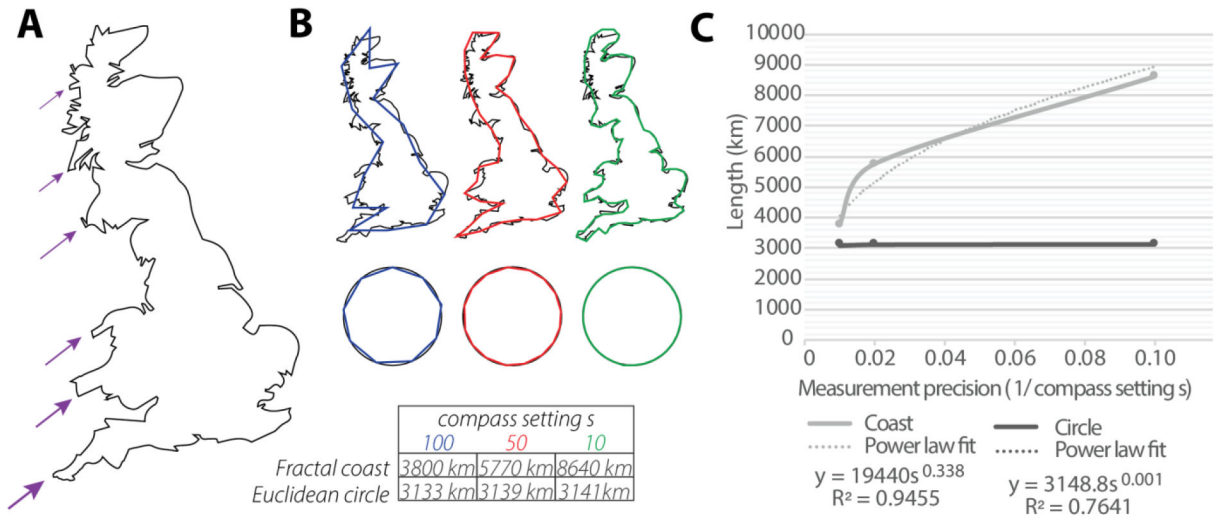 A
B
compass setting s
100 50 10
Fractal coast 3800 km 5770 km 8640 km
Euclidean circle 3133 km 3139 km 3141km
C
10000
9000
8000
7000
6000
5000
4000
3000
2000
1000
0
Length (km)
0 0.02 0.04 0.06 0.08 0.10
Measurement precision (1/ compass setting s)
Coast
Power law fit
y = 19440s^0.338
R² = 0.9455
Circle
Power law fit
y = 3148.8s^0.001
R² = 0.7641